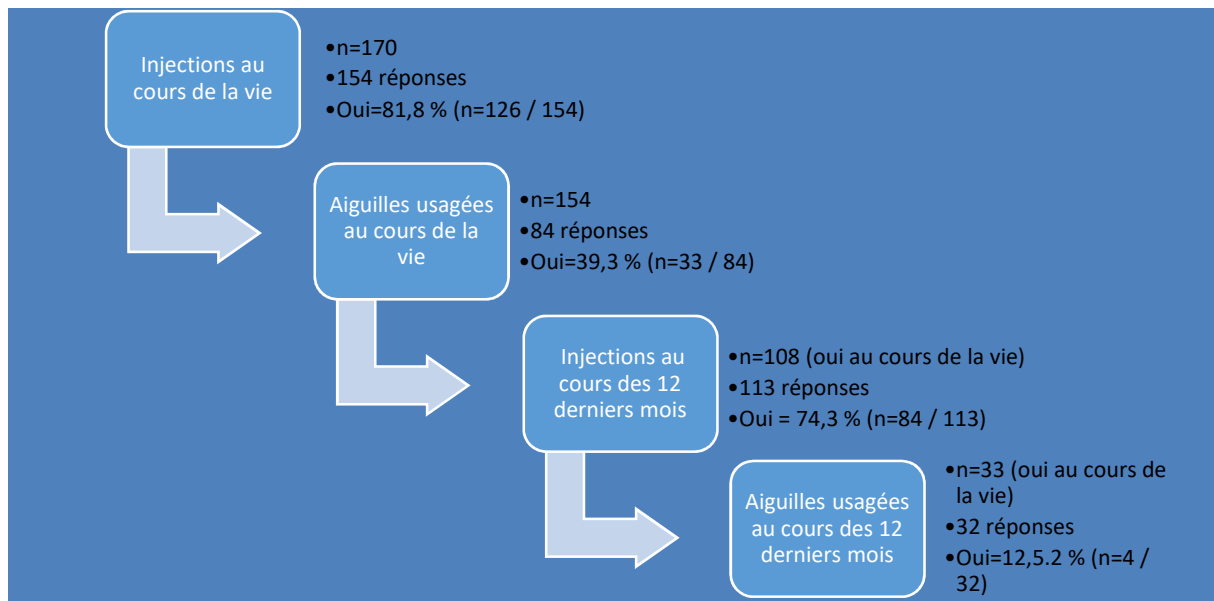 Injections au
cours de la vie
•n=170
•154 réponses
•Oui=81,8 % (n=126 / 154)
Aiguilles usagées
au cours de la
vie
•n=154
•84 réponses
•Oui=39,3 % (n=33 / 84)
Injections au
cours des 12
derniers mois
•n=108 (oui au cours de la vie)
•113 réponses
•Oui = 74,3 % (n=84 / 113)
Aiguilles usagées
au cours des 12
derniers mois
•n=33 (oui au cours de
la vie)
•32 réponses
•Oui=12,5.2 % (n=4 /
32)